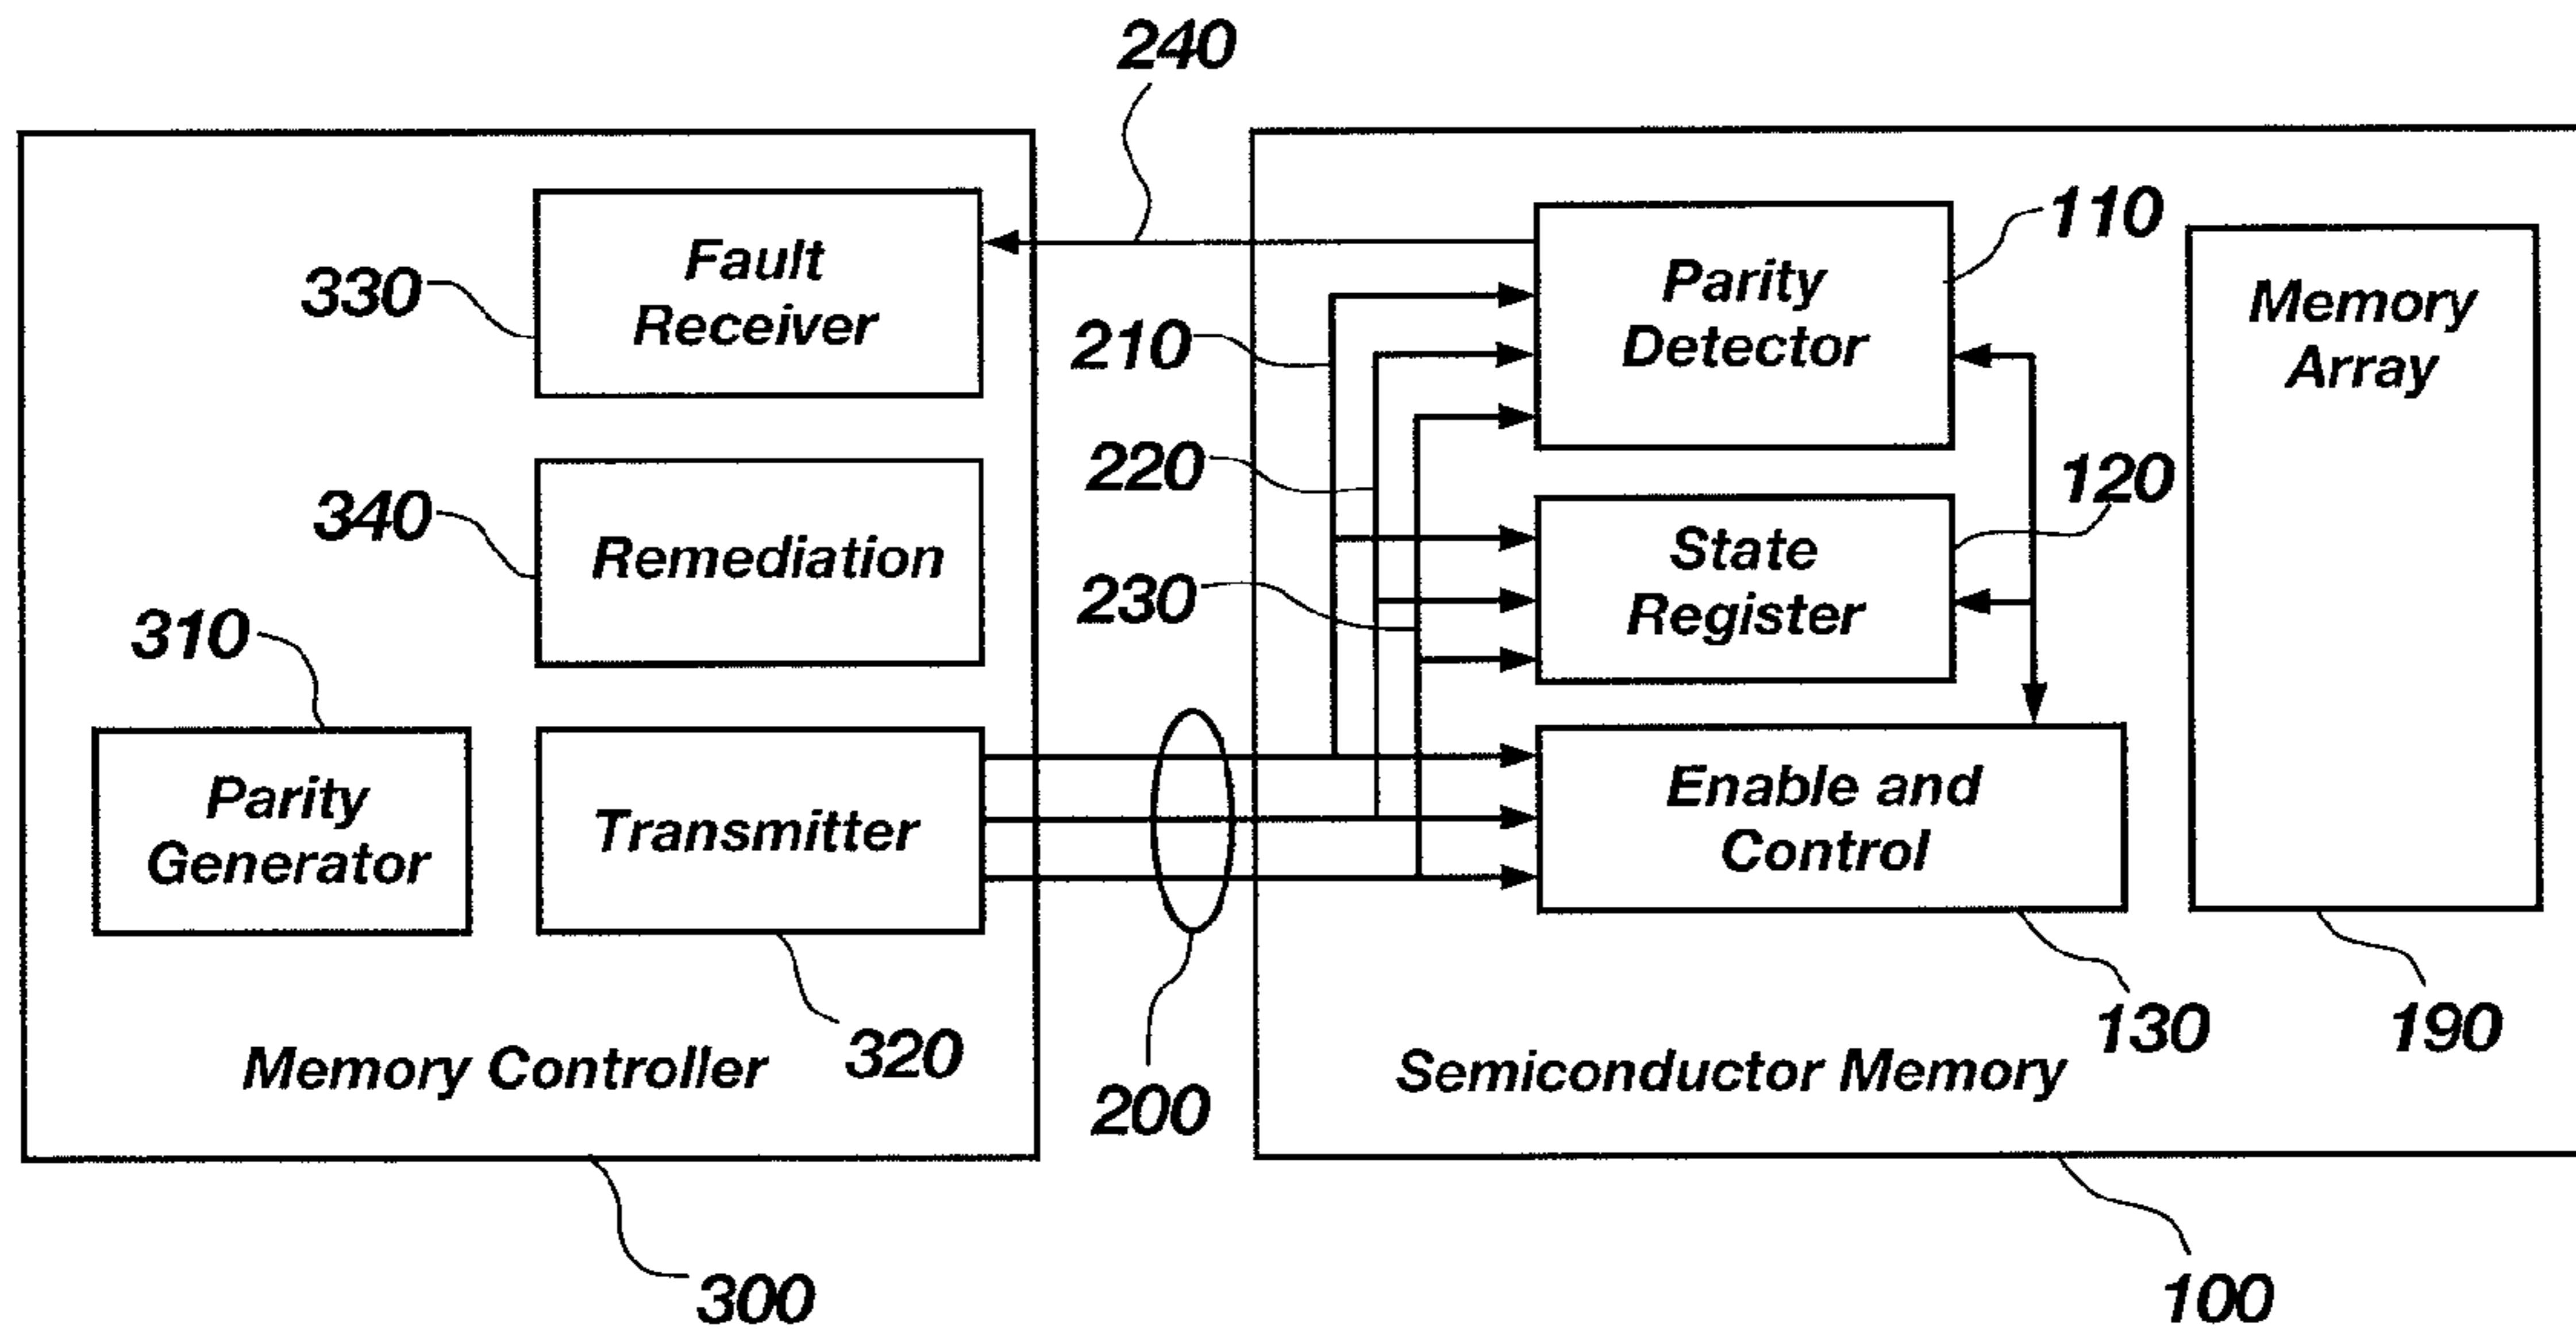 240
110
Fault
Receiver
330
Parity
Detector
Memory
Array
210
220
120
340
Remediation
State
Register
230
310
Parity
Generator
Transmitter
Enable and
Control
320
130
190
Memory Controller
200
Semiconductor Memory
300
100